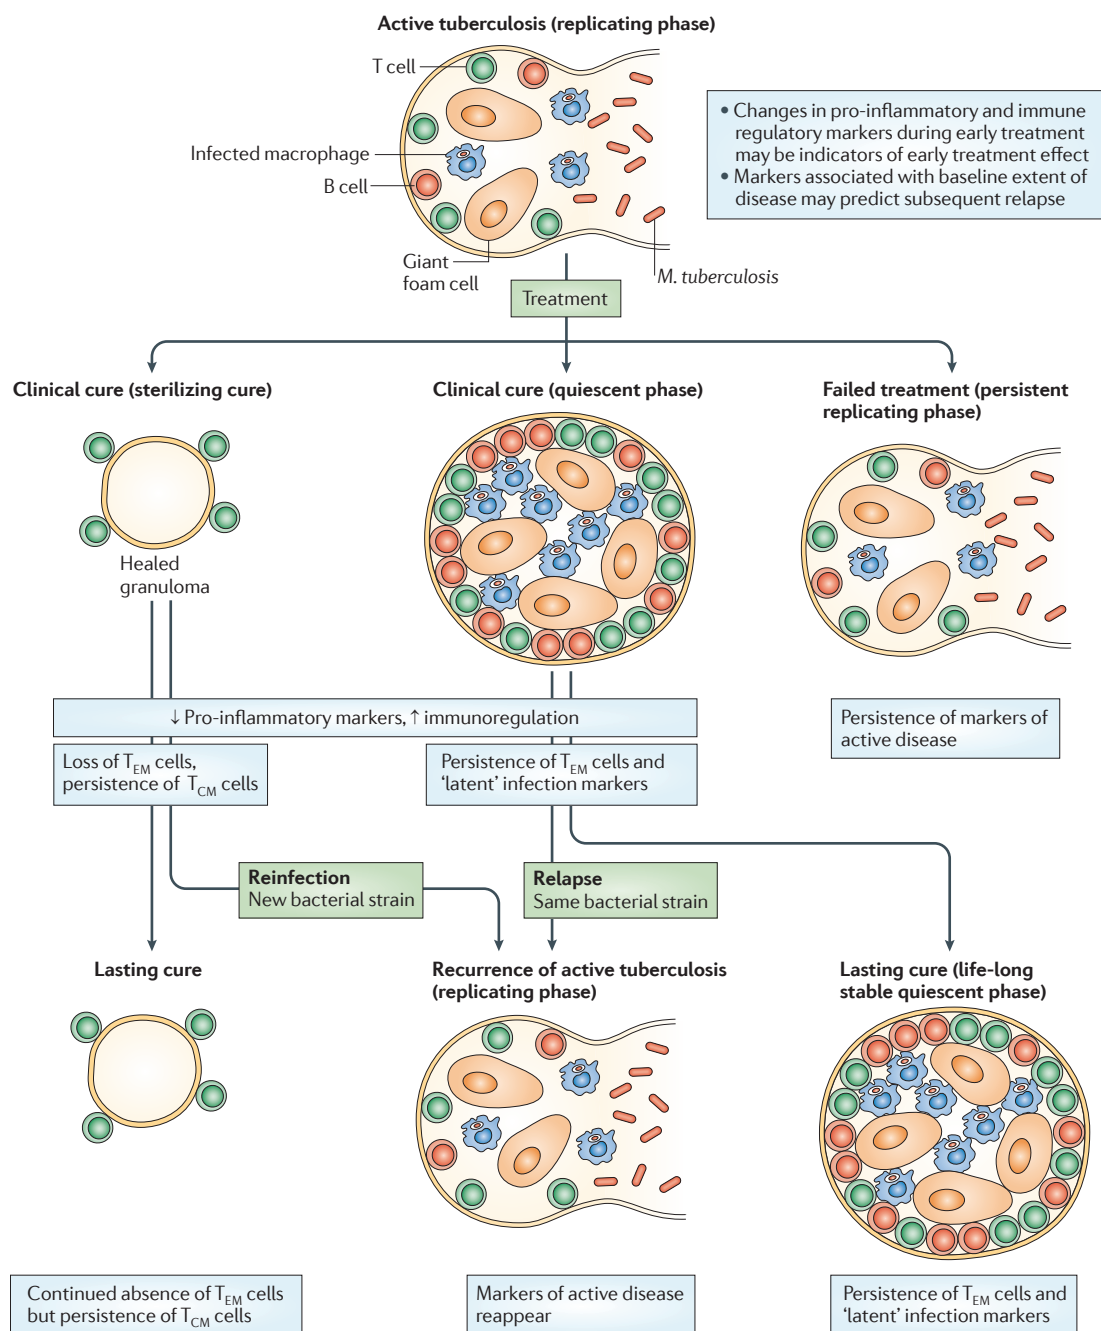 Active tuberculosis (replicating phase)
T cell
Infected macrophage
B cell
Giant
foam cell
M. tuberculosis
• Changes in pro-inflammatory and immune
regulatory markers during early treatment
may be indicators of early treatment effect
• Markers associated with baseline extent of
disease may predict subsequent relapse
Treatment
Clinical cure (sterilizing cure)
Clinical cure (quiescent phase)
Failed treatment (persistent
replicating phase)
Healed
granuloma
↓ Pro-inflammatory markers, ↑ immunoregulation
Persistence of markers of
active disease
Loss of TEM cells,
persistence of TCM cells
Persistence of TEM cells and
‘latent’ infection markers
Reinfection
New bacterial strain
Relapse
Same bacterial strain
Lasting cure
Recurrence of active tuberculosis
(replicating phase)
Lasting cure (life-long
stable quiescent phase)
Continued absence of TEM cells
but persistence of TCM cells
Markers of active disease
reappear
Persistence of TEM cells and
‘latent’ infection markers